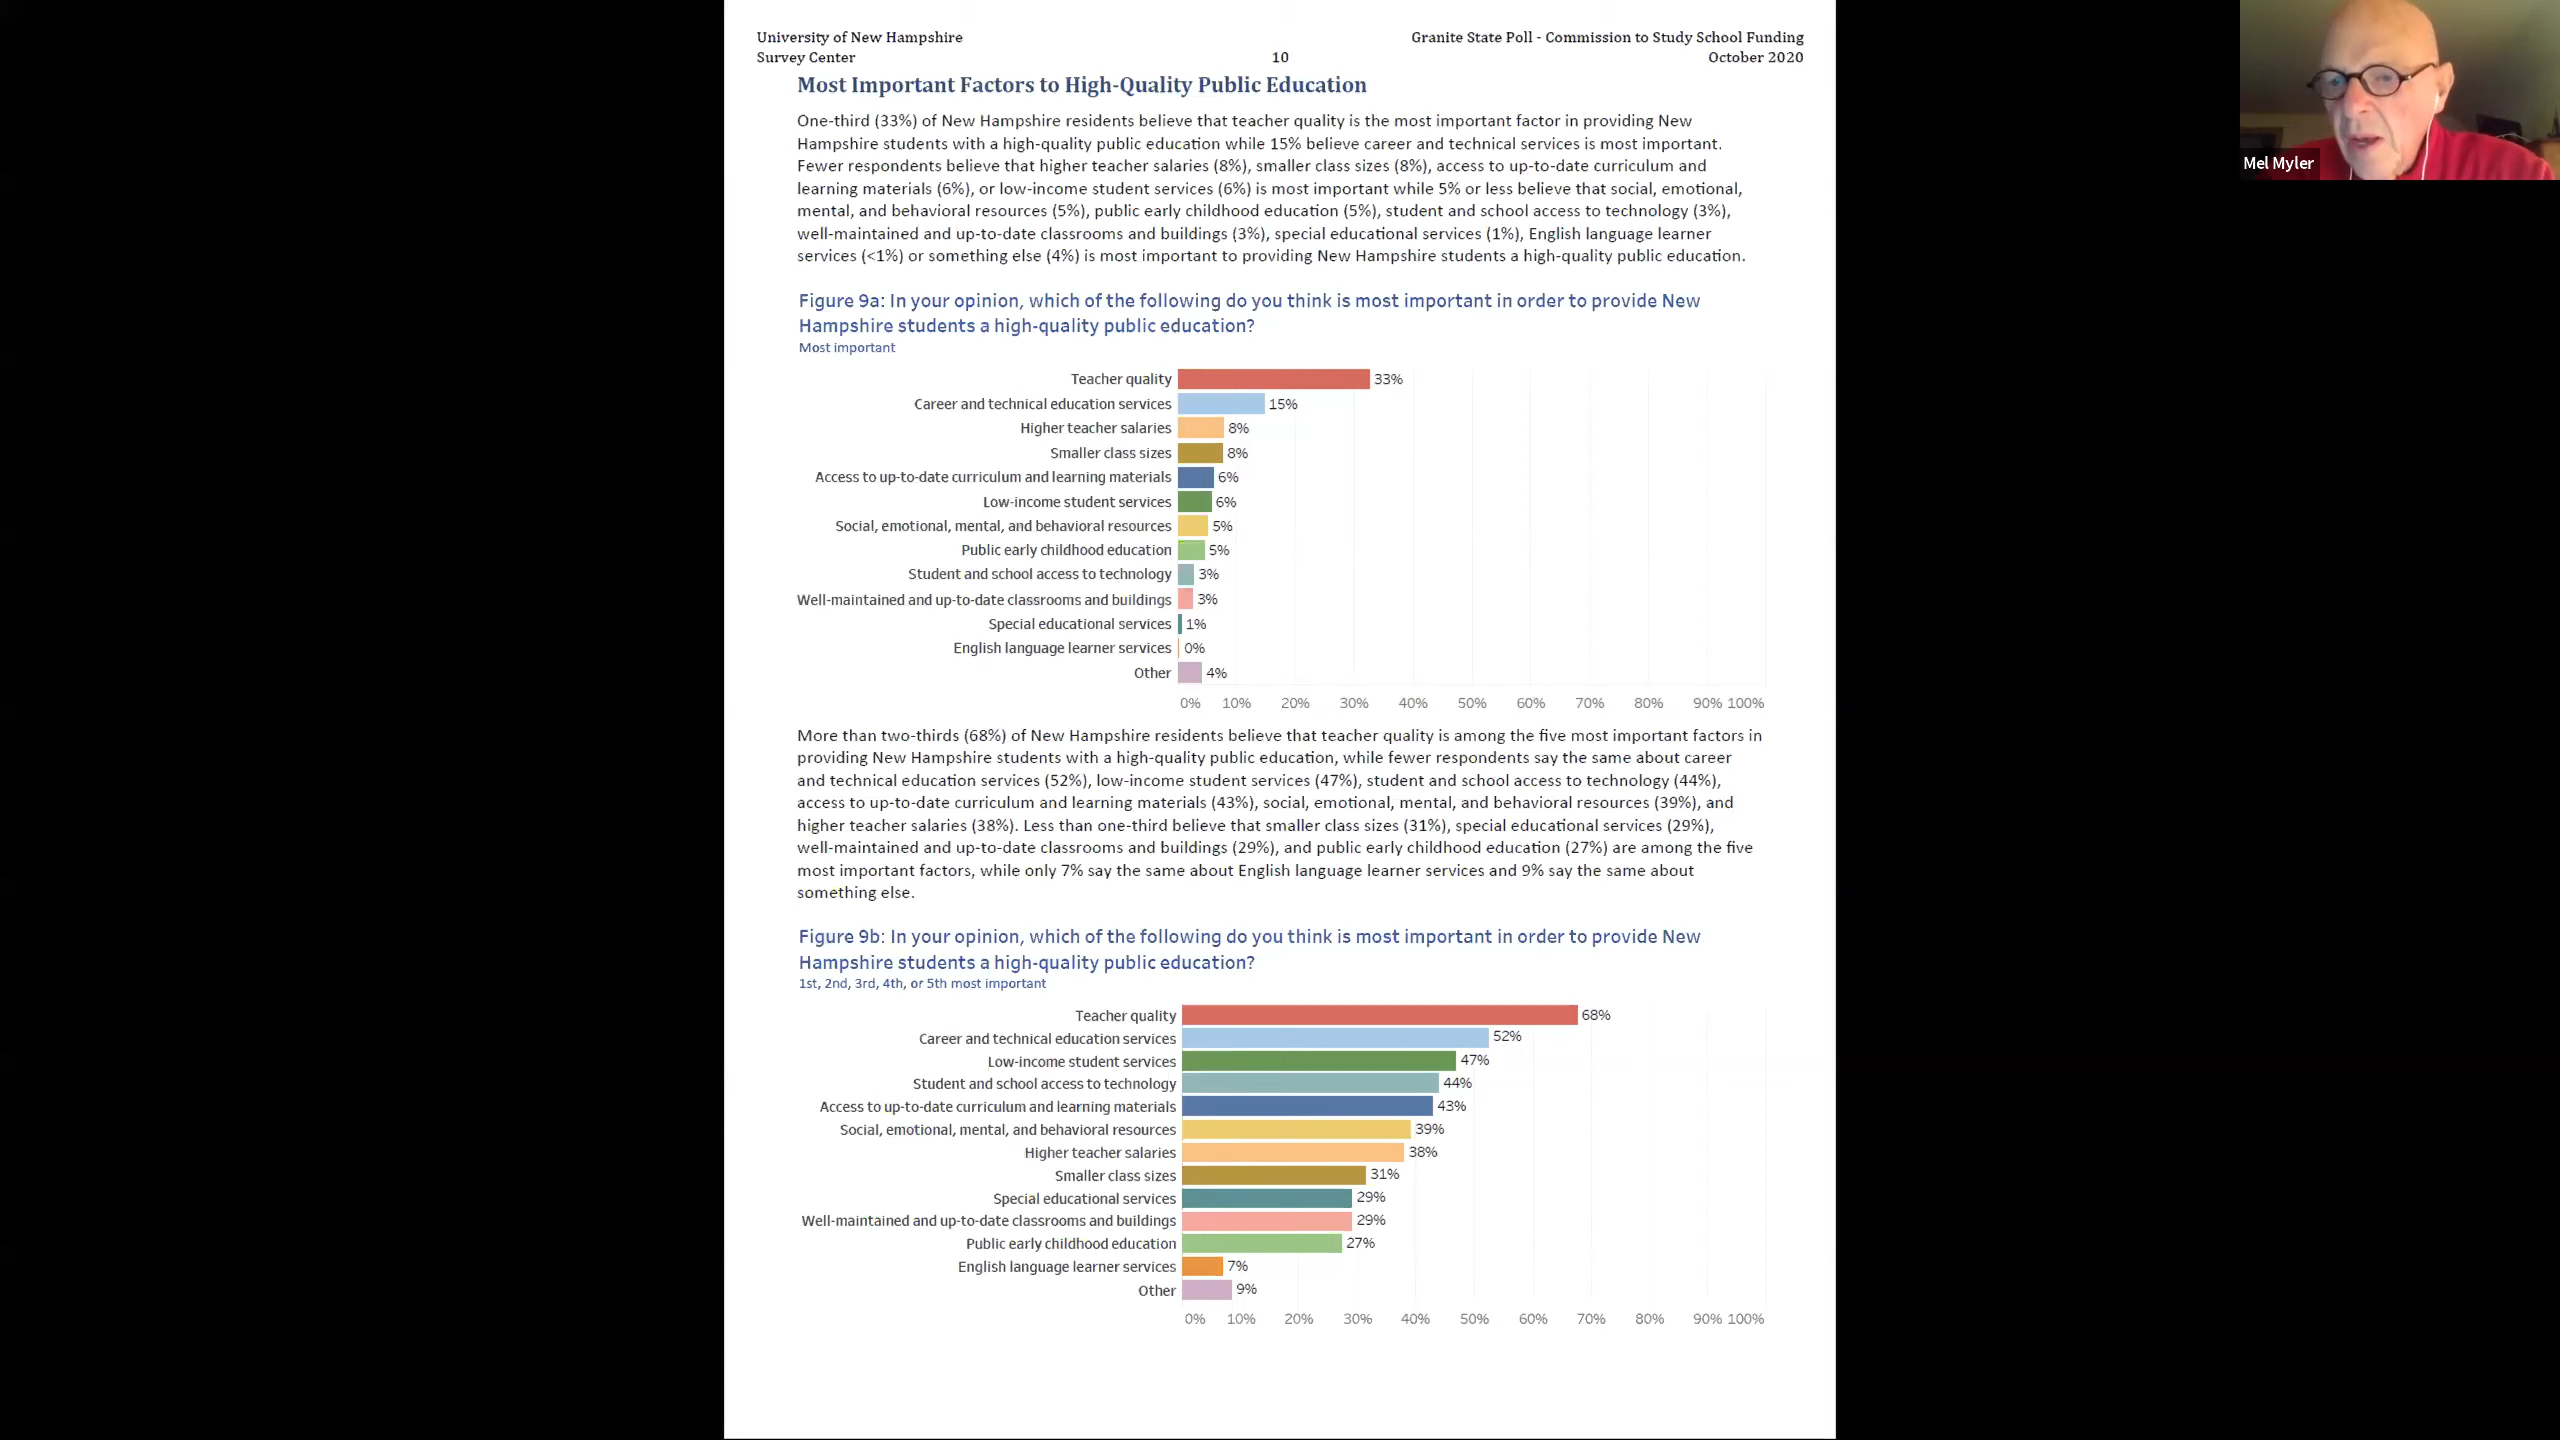 University of New Hampshire
Survey Center
10
Granite State Poll - Commission to Study School Funding
October 2020
Most Important Factors to High-Quality Public Education
One-third (33%) of New Hampshire residents believe that teacher quality is the most important factor in providing New
Hampshire students with a high-quality public education while 15% believe career and technical services is most important.
Fewer respondents believe that higher teacher salaries (8%), smaller class sizes (8%), access to up-to-date curriculum and
learning materials (6%), or low-income student services (6%) is most important while 5% or less believe that social, emotional,
mental, and behavioral resources (5%), public early childhood education (5%), student and school access to technology (3%),
well-maintained and up-to-date classrooms and buildings (3%), special educational services (1%), English language learner
services (<1%) or something else (4%) is most important to providing New Hampshire students a high-quality public education.
Figure 9a: In your opinion, which of the following do you think is most important in order to provide New
Hampshire students a high-quality public education?
Most important
Teacher quality 33%
Career and technical education services 15%
Higher teacher salaries 8%
Smaller class sizes 8%
Access to up-to-date curriculum and learning materials 6%
Low-income student services 6%
Social, emotional, mental, and behavioral resources 5%
Public early childhood education 5%
Student and school access to technology 3%
Well-maintained and up-to-date classrooms and buildings 3%
Special educational services 1%
English language learner services 0%
Other 4%
0% 10% 20% 30% 40% 50% 60% 70% 80% 90% 100%
More than two-thirds (68%) of New Hampshire residents believe that teacher quality is among the five most important factors in
providing New Hampshire students with a high-quality public education, while fewer respondents say the same about career
and technical education services (52%), low-income student services (47%), student and school access to technology (44%),
access to up-to-date curriculum and learning materials (43%), social, emotional, mental, and behavioral resources (39%), and
higher teacher salaries (38%). Less than one-third believe that smaller class sizes (31%), special educational services (29%),
well-maintained and up-to-date classrooms and buildings (29%), and public early childhood education (27%) are among the five
most important factors, while only 7% say the same about English language learner services and 9% say the same about
something else.
Figure 9b: In your opinion, which of the following do you think is most important in order to provide New
Hampshire students a high-quality public education?
1st, 2nd, 3rd, 4th, or 5th most important
Teacher quality 68%
Career and technical education services 52%
Low-income student services 47%
Student and school access to technology 44%
Access to up-to-date curriculum and learning materials 43%
Social, emotional, mental, and behavioral resources 39%
Higher teacher salaries 38%
Smaller class sizes 31%
Special educational services 29%
Well-maintained and up-to-date classrooms and buildings 29%
Public early childhood education 27%
English language learner services 7%
Other 9%
0% 10% 20% 30% 40% 50% 60% 70% 80% 90% 100%
Mel Myler